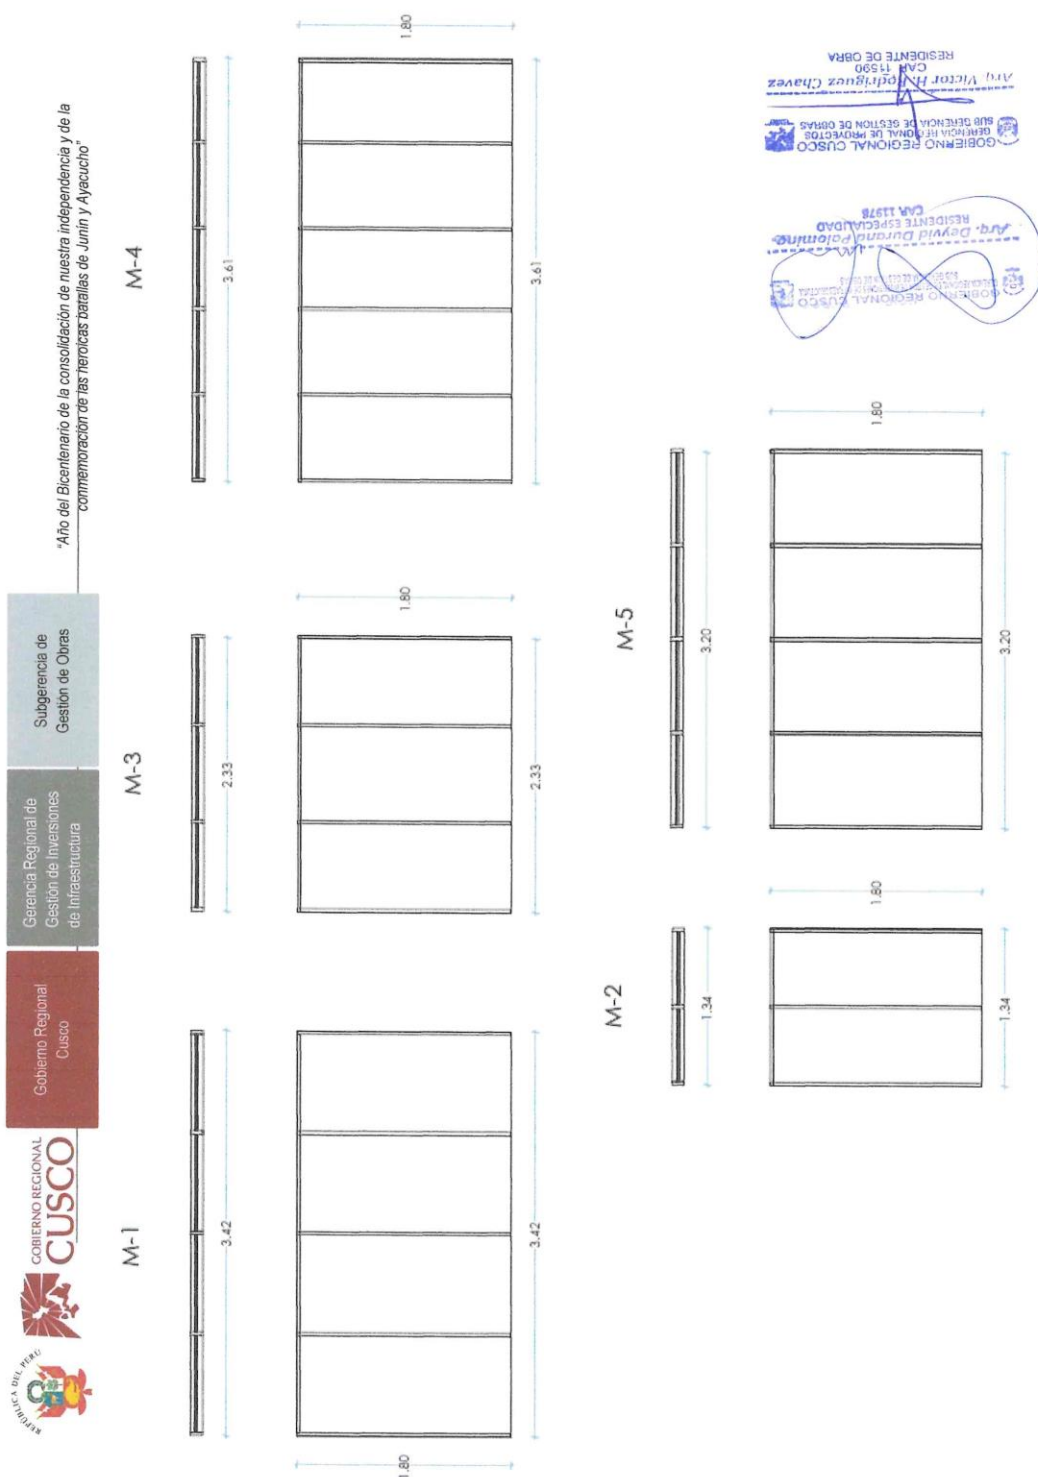 REPÚBLICA DEL PERÚ
GOBIERNO REGIONAL
CUSCO
Gobierno Regional
Cusco
Gerencia Regional de
Gestión de Inversiones
de Infraestructura
Subgerencia de
Gestión de Obras
"Año del Bicentenario de la consolidación de nuestra independencia y de la
conmemoración de las heroicas batallas de Junín y Ayacucho"
M-1
3.42
1.80
3.42
M-3
2.33
1.80
2.33
M-4
3.61
1.80
3.61
M-2
1.34
1.80
1.34
M-5
3.20
1.80
3.20
GOBIERNO REGIONAL CUSCO
Arq. Deyvid Durand Palomino
RESIDENTE ESPECIALIDAD
CAP. 11978
GOBIERNO REGIONAL CUSCO
GERENCIA REGIONAL DE PROYECTOS
SUB GERENCIA DE GESTION DE OBRAS
Arq. Victor H. Rodriguez Chavez
CAP. 11590
RESIDENTE DE OBRA